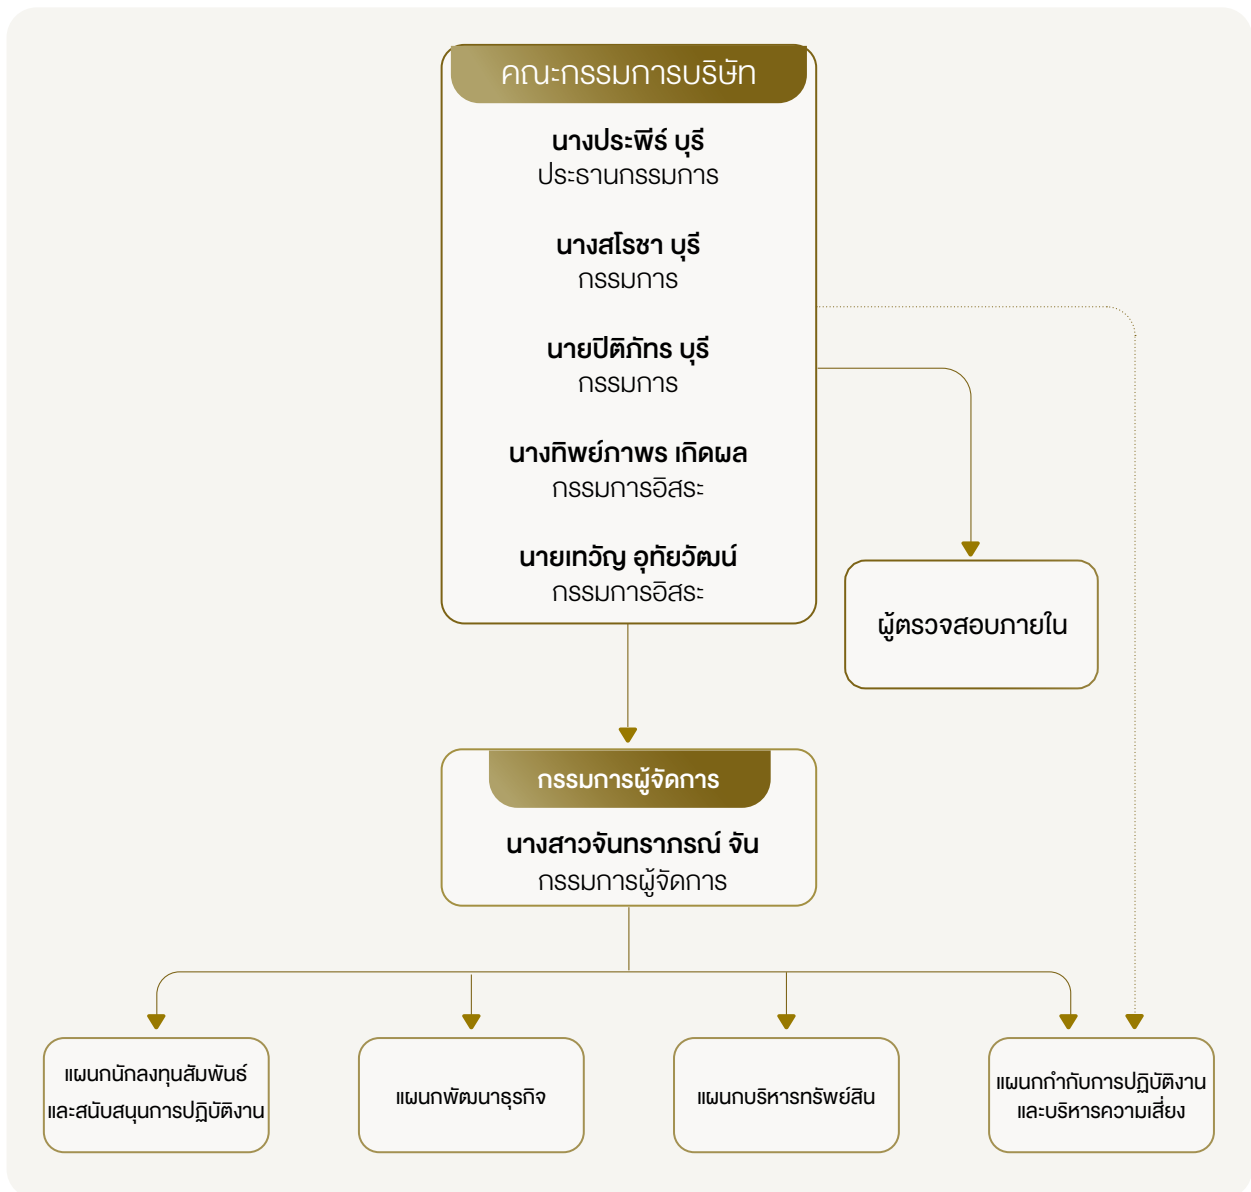 คณะกรรมการบริษัท
นางประพีร์ บุรี
ประธานกรรมการ
นางสโรชา บุรี
กรรมการ
นายปิติภัทร บุรี
กรรมการ
นางทิพย์ภาพร เกิดผล
กรรมการอิสระ
นายเทวัญ อุทัยวัฒน์
กรรมการอิสระ
ผู้ตรวจสอบภายใน
กรรมการผู้จัดการ
นางสาวจันทราภรณ์ จัน
กรรมการผู้จัดการ
แผนกนักลงทุนสัมพันธ์
และสนับสนุนการปฏิบัติงาน
แผนกพัฒนาธุรกิจ
แผนกบริหารทรัพย์สิน
แผนกกำกับการปฏิบัติงาน
และบริหารความเสี่ยง